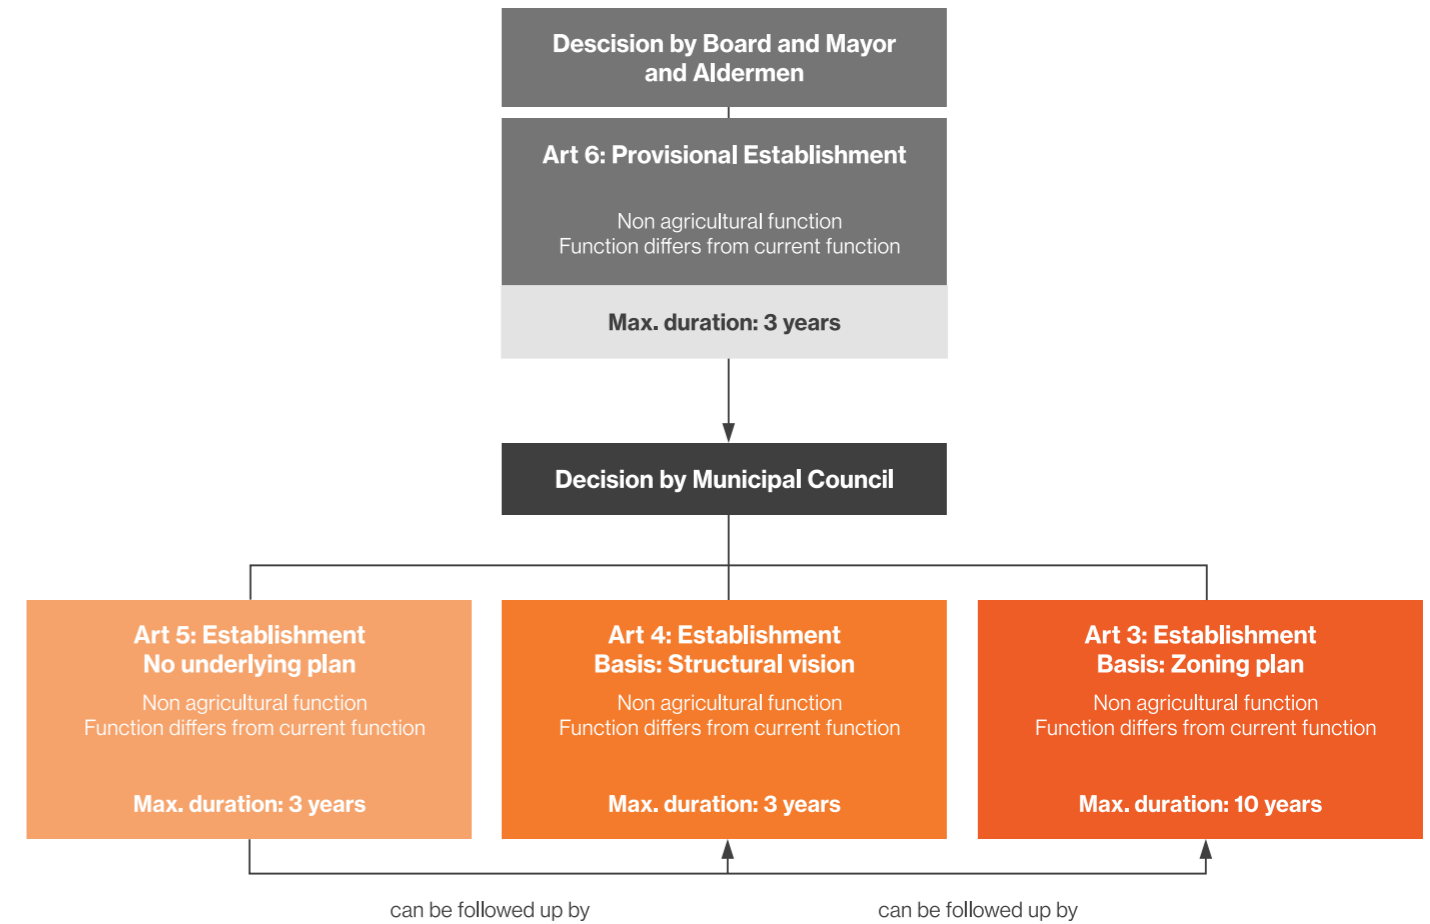 Descision by Board and Mayor
and Aldermen
Art 6: Provisional Establishment
Non agricultural function
Function differs from current function
Max. duration: 3 years
Decision by Municipal Council
Art 5: Establishment
No underlying plan
Non agricultural function
Function differs from current function
Max. duration: 3 years
Art 4: Establishment
Basis: Structural vision
Non agricultural function
Function differs from current function
Max. duration: 3 years
Art 3: Establishment
Basis: Zoning plan
Non agricultural function
Function differs from current function
Max. duration: 10 years
can be followed up by
can be followed up by